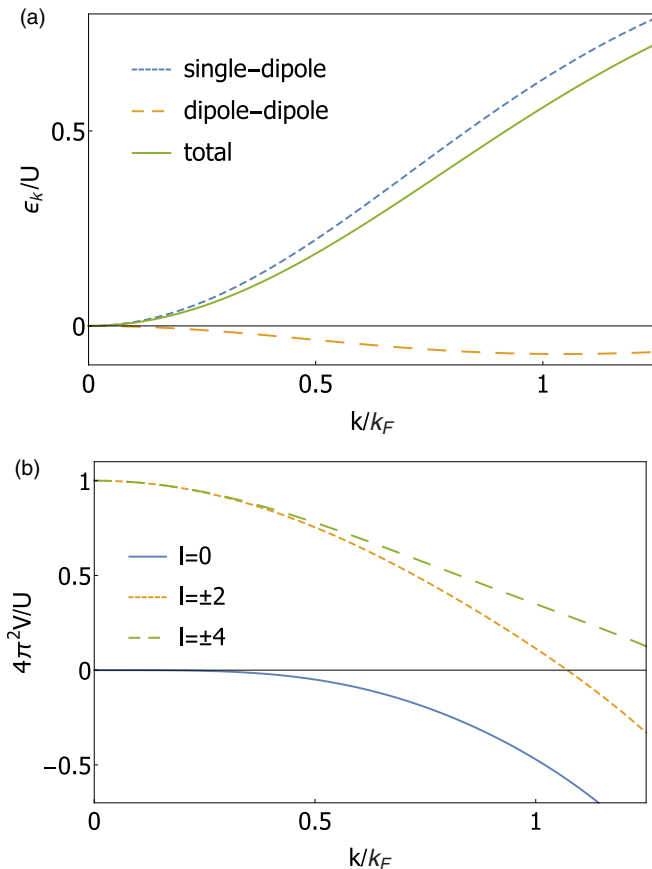 (a)
single-dipole
dipole-dipole
total
0.5
0
ϵₖ/U
0
0.5
1
k/k_F
(b)
1
0.5
0
−0.5
4π²V/U
l=0
l=±2
l=±4
0
0.5
1
k/k_F